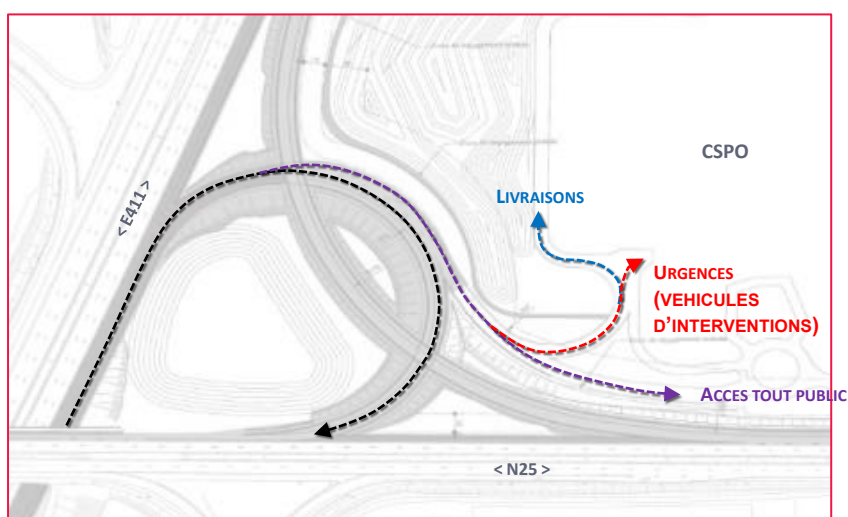 CSPO
LIVRAISONS
< E411 >
URGENCES
(VEHICULES
D'INTERVENTIONS)
ACCES TOUT PUBLIC
< N25 >